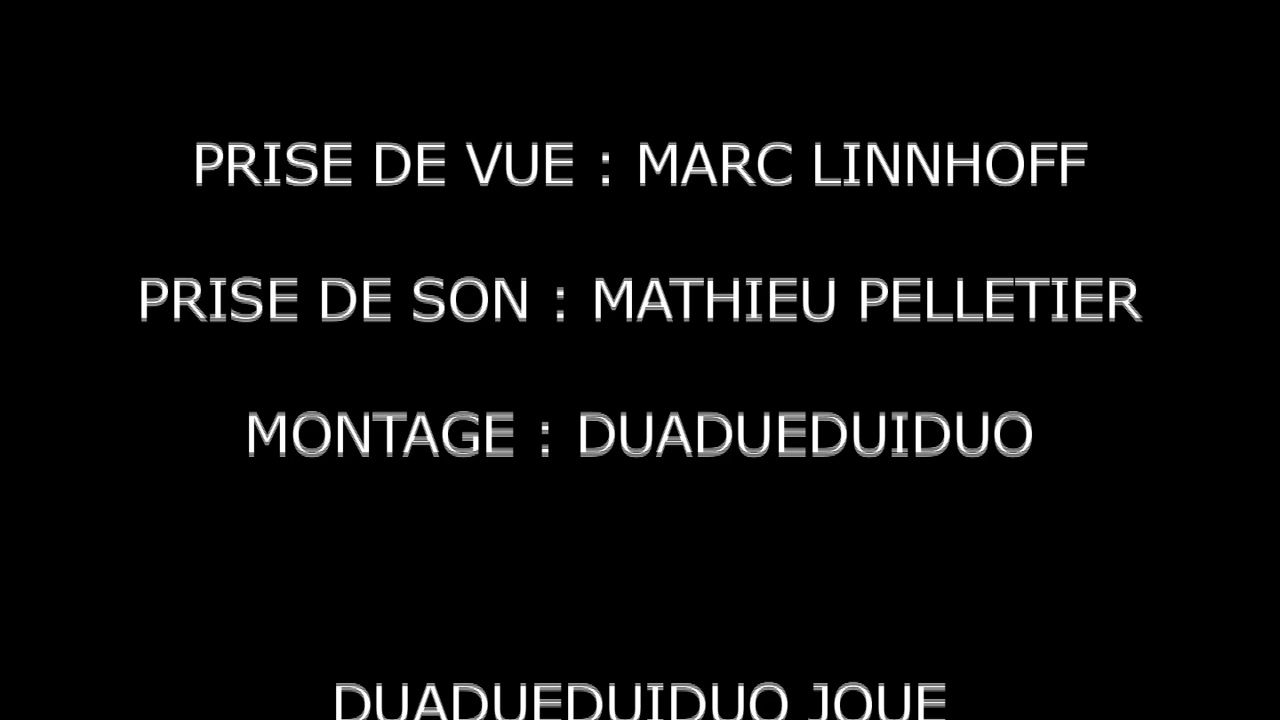 PRISE DE VUE : MARC LINNHOFF
PRISE DE SON : MATHIEU PELLETIER
MONTAGE : DUADUEDUIDUO
DUADUEDUIDUO JOUE